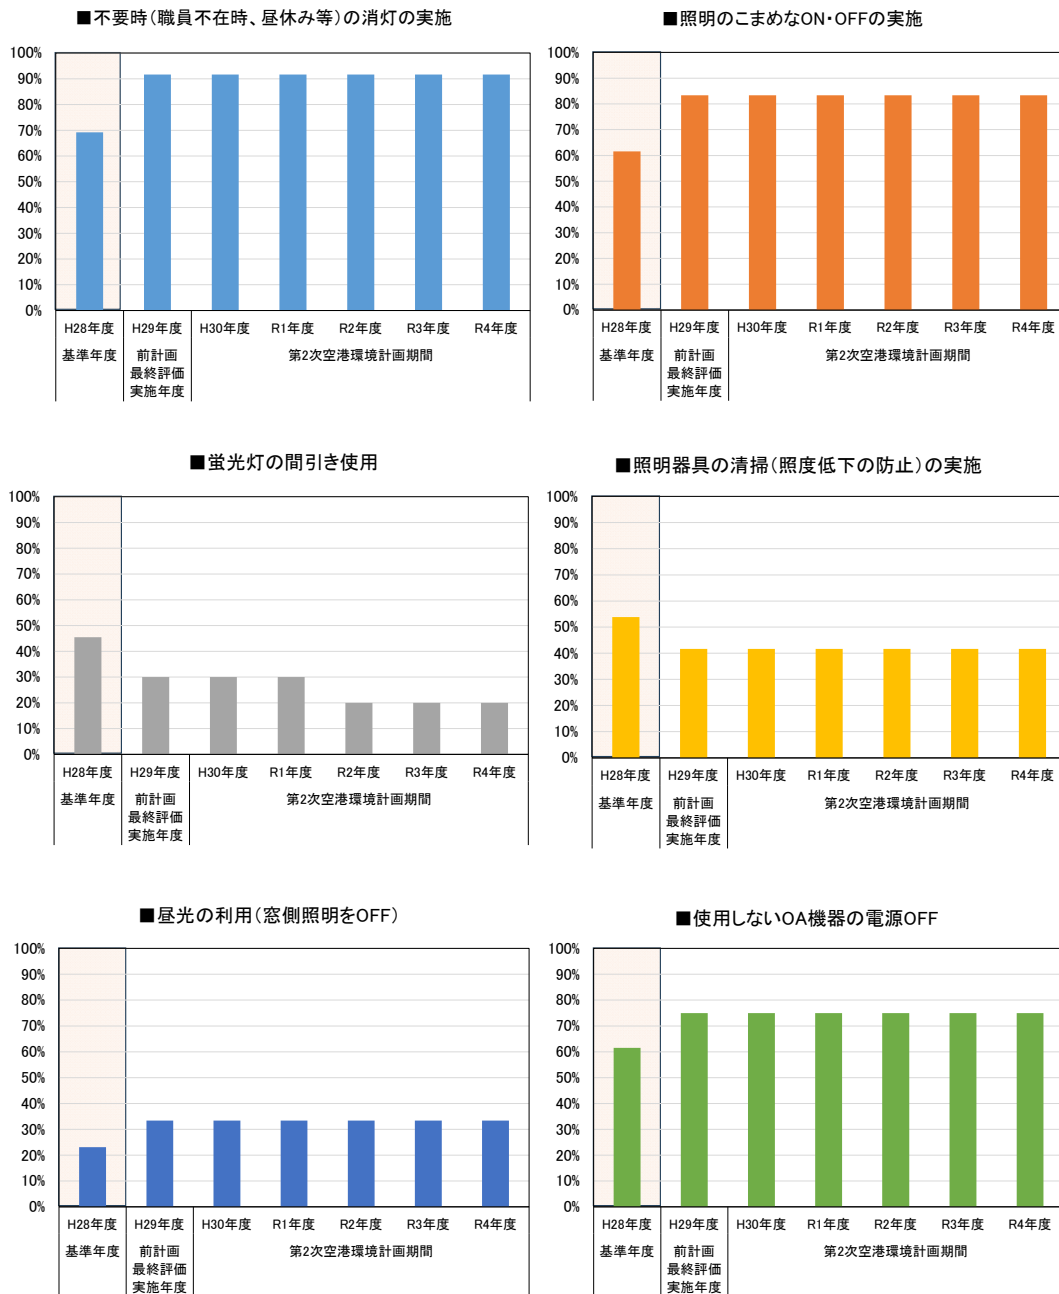 ■不要時(職員不在時、昼休み等)の消灯の実施
100%
90%
80%
70%
60%
50%
40%
30%
20%
10%
0%
H28年度 H29年度 H30年度 R1年度 R2年度 R3年度 R4年度
基準年度 前計画 第2次空港環境計画期間
最終評価
実施年度
■照明のこまめなON・OFFの実施
100%
90%
80%
70%
60%
50%
40%
30%
20%
10%
0%
H28年度 H29年度 H30年度 R1年度 R2年度 R3年度 R4年度
基準年度 前計画 第2次空港環境計画期間
最終評価
実施年度
■蛍光灯の間引き使用
100%
90%
80%
70%
60%
50%
40%
30%
20%
10%
0%
H28年度 H29年度 H30年度 R1年度 R2年度 R3年度 R4年度
基準年度 前計画 第2次空港環境計画期間
最終評価
実施年度
■照明器具の清掃(照度低下の防止)の実施
100%
90%
80%
70%
60%
50%
40%
30%
20%
10%
0%
H28年度 H29年度 H30年度 R1年度 R2年度 R3年度 R4年度
基準年度 前計画 第2次空港環境計画期間
最終評価
実施年度
■昼光の利用(窓側照明をOFF)
100%
90%
80%
70%
60%
50%
40%
30%
20%
10%
0%
H28年度 H29年度 H30年度 R1年度 R2年度 R3年度 R4年度
基準年度 前計画 第2次空港環境計画期間
最終評価
実施年度
■使用しないOA機器の電源OFF
100%
90%
80%
70%
60%
50%
40%
30%
20%
10%
0%
H28年度 H29年度 H30年度 R1年度 R2年度 R3年度 R4年度
基準年度 前計画 第2次空港環境計画期間
最終評価
実施年度